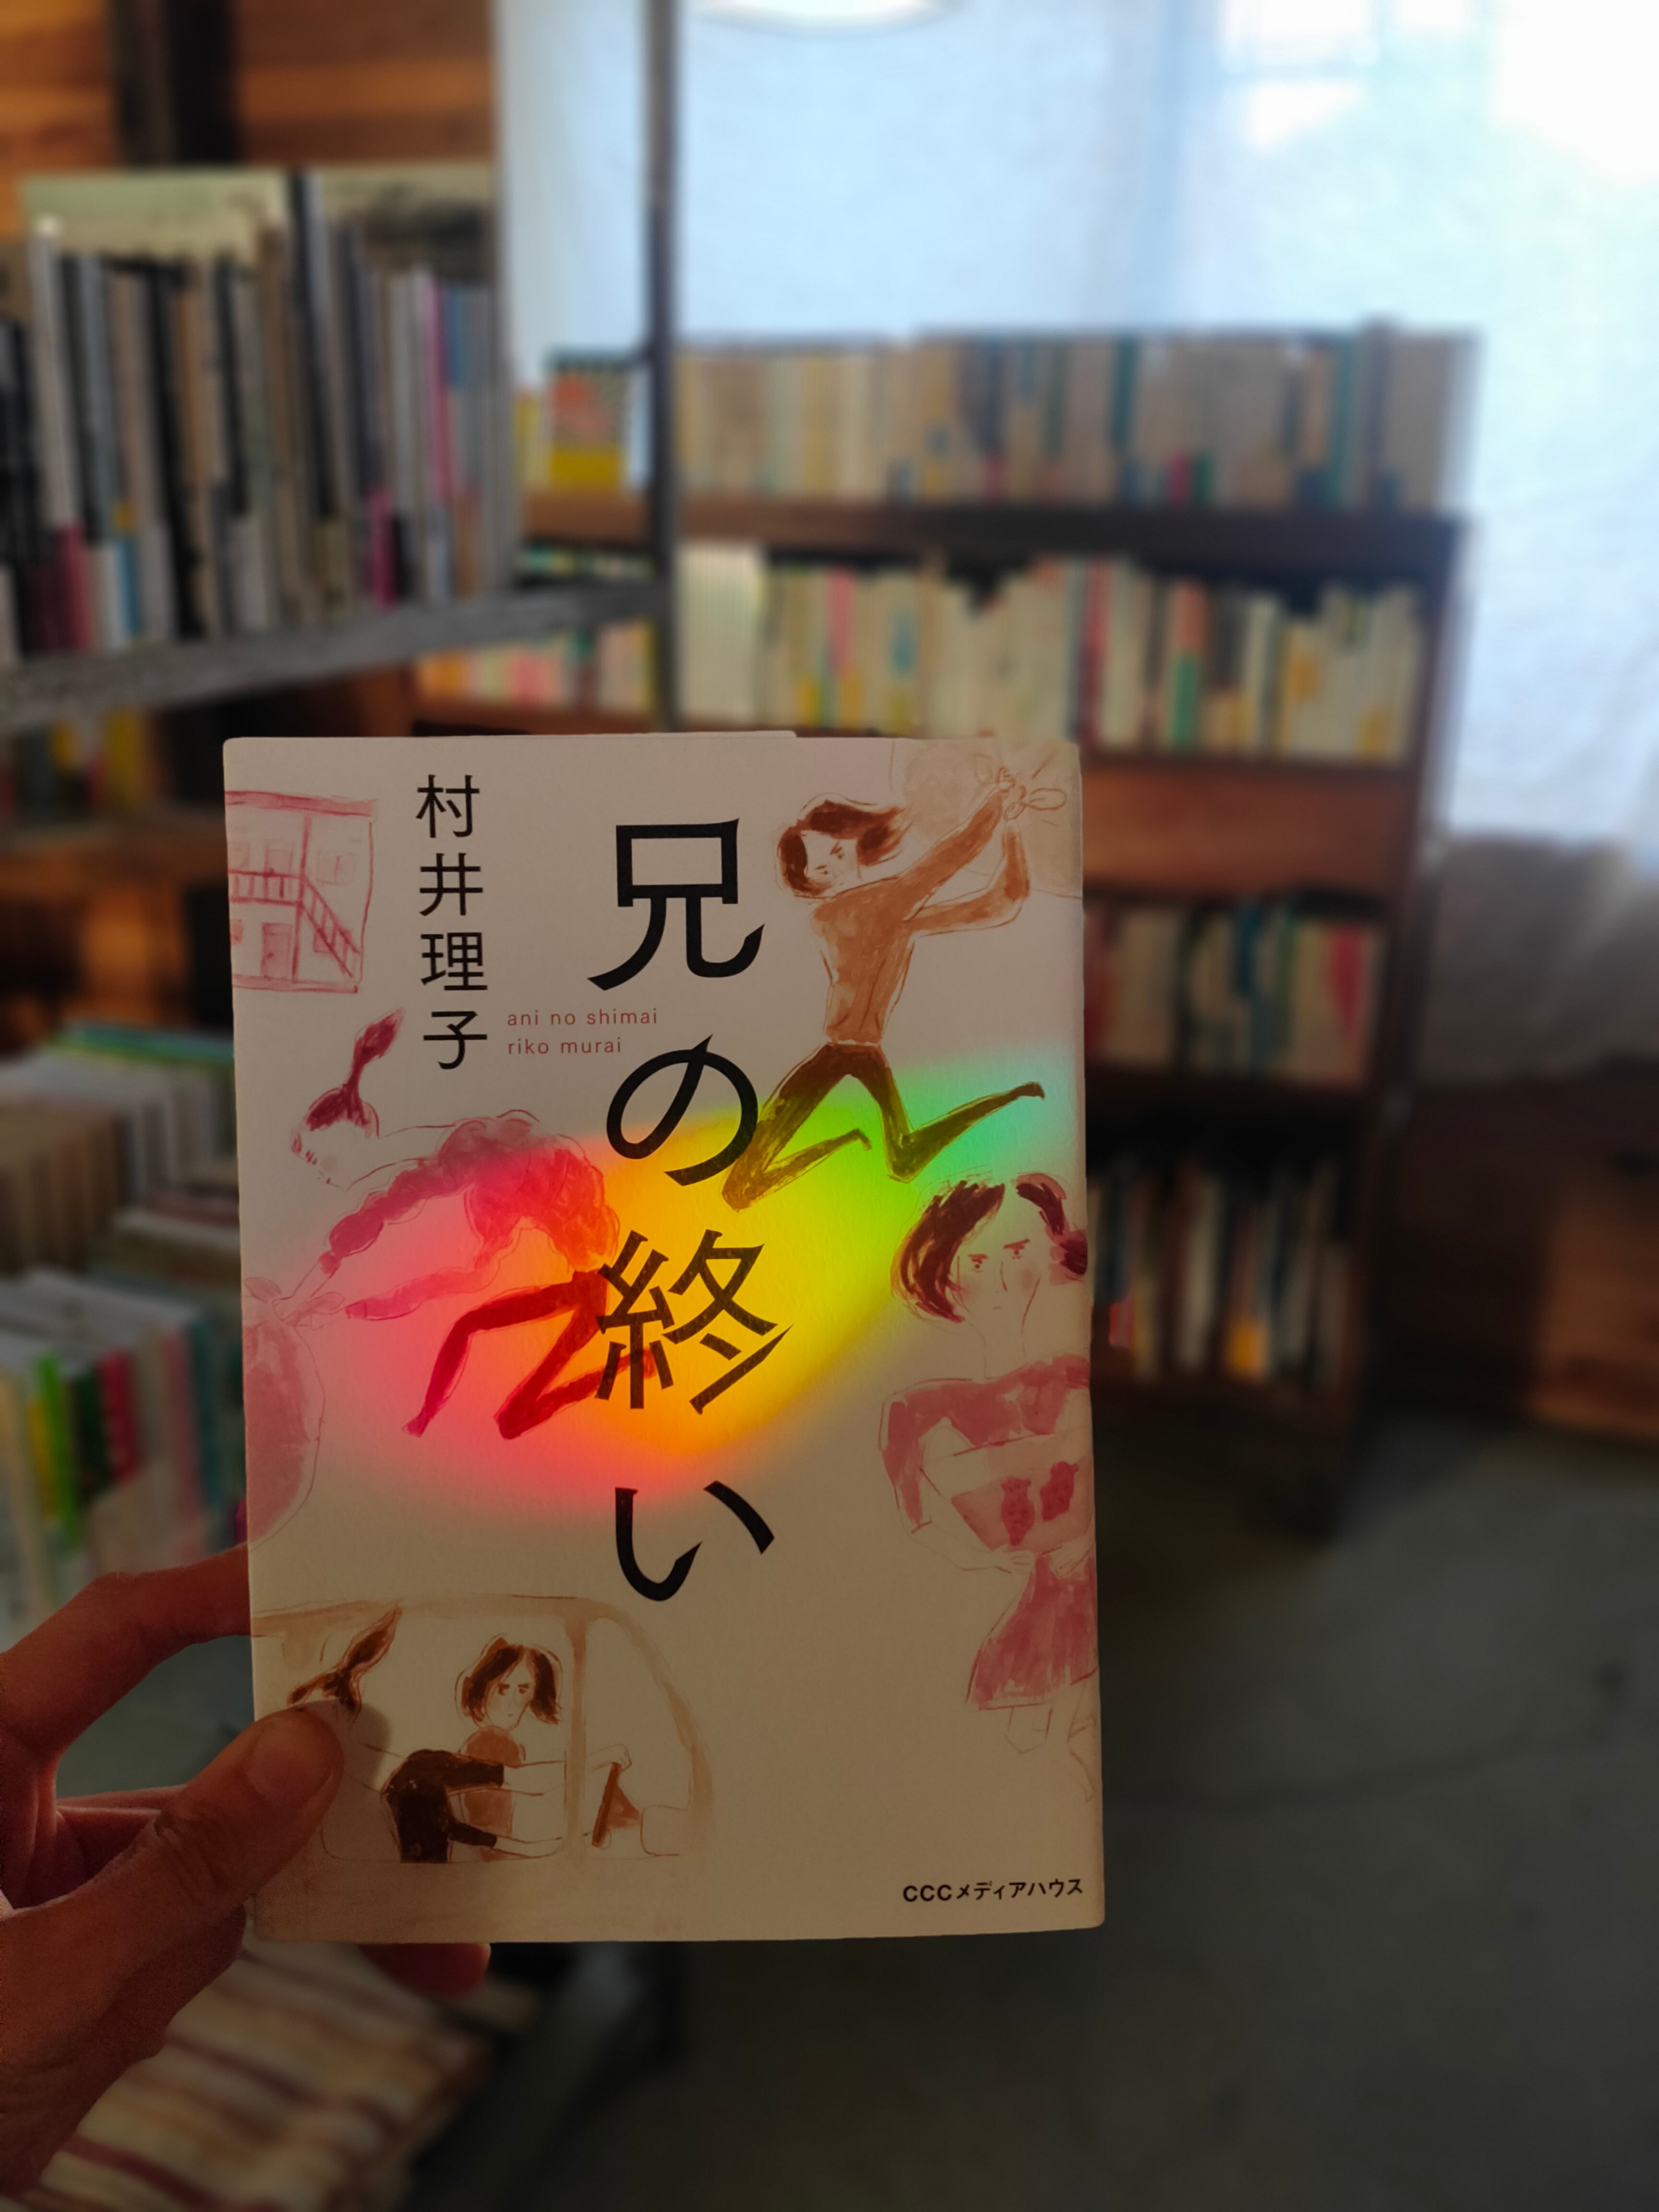 兄の終い
村井理子
ani no shimai
riko murai
CCCメディアハウス